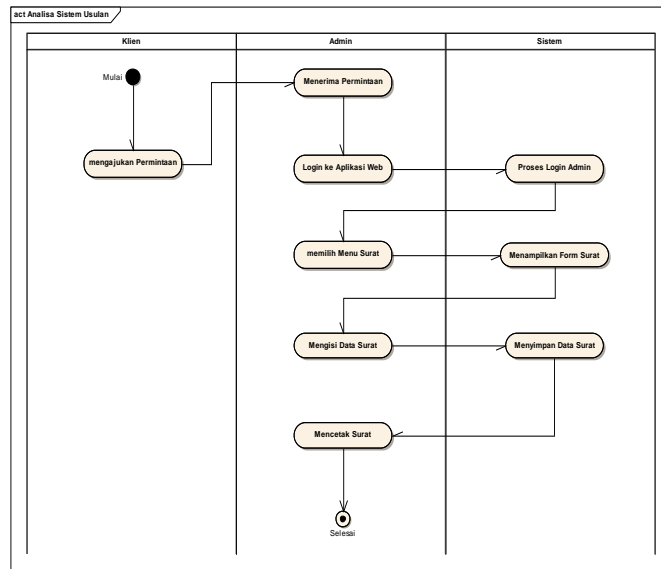 act Analisa Sistem Usulan
Klien
Admin
Sistem
Mulai
Menerima Permintaan
mengajukan Permintaan
Login ke Aplikasi Web
Proses Login Admin
memilih Menu Surat
Menampilkan Form Surat
Mengisi Data Surat
Menyimpan Data Surat
Mencetak Surat
Selesai